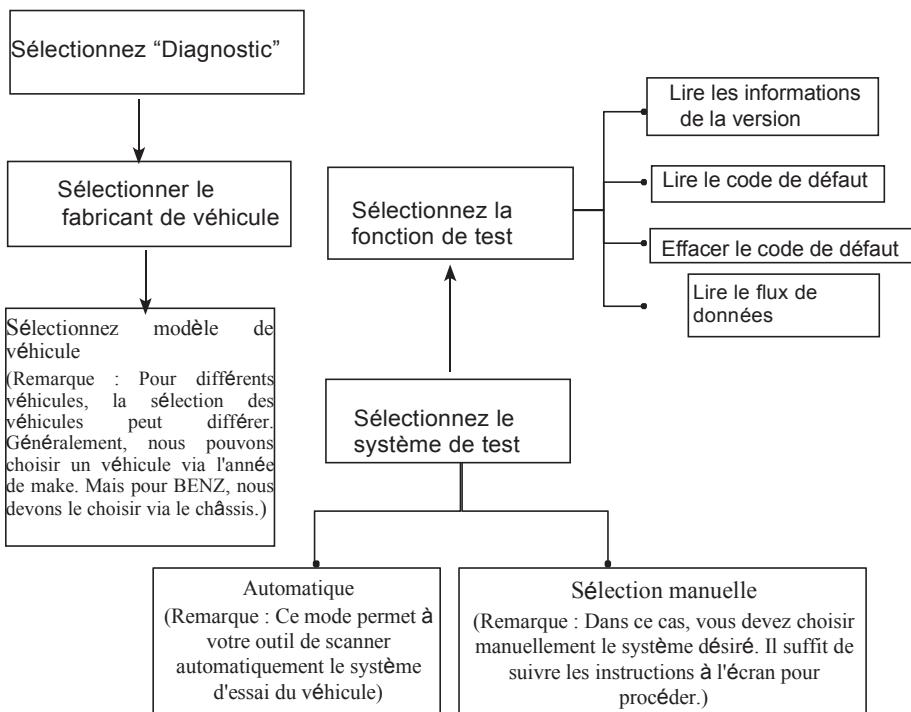 Sélectionnez “Diagnostic”
Sélectionner le
fabricant de véhicule
Sélectionnez modèle de
véhicule
(Remarque : Pour différents
véhicules, la sélection des
véhicules peut différer.
Généralement, nous pouvons
choisir un véhicule via l'année
de make. Mais pour BENZ, nous
devons le choisir via le châssis.)
Sélectionnez la
fonction de test
Lire les informations
de la version
Lire le code de défaut
Effacer le code de défaut
Lire le flux de
données
Sélectionnez le
système de test
Automatique
(Remarque : Ce mode permet à
votre outil de scanner
automatiquement le système
d'essai du véhicule)
Sélection manuelle
(Remarque : Dans ce cas, vous devez choisir
manuellement le système désiré. Il suffit de
suivre les instructions à l'écran pour
procéder.)